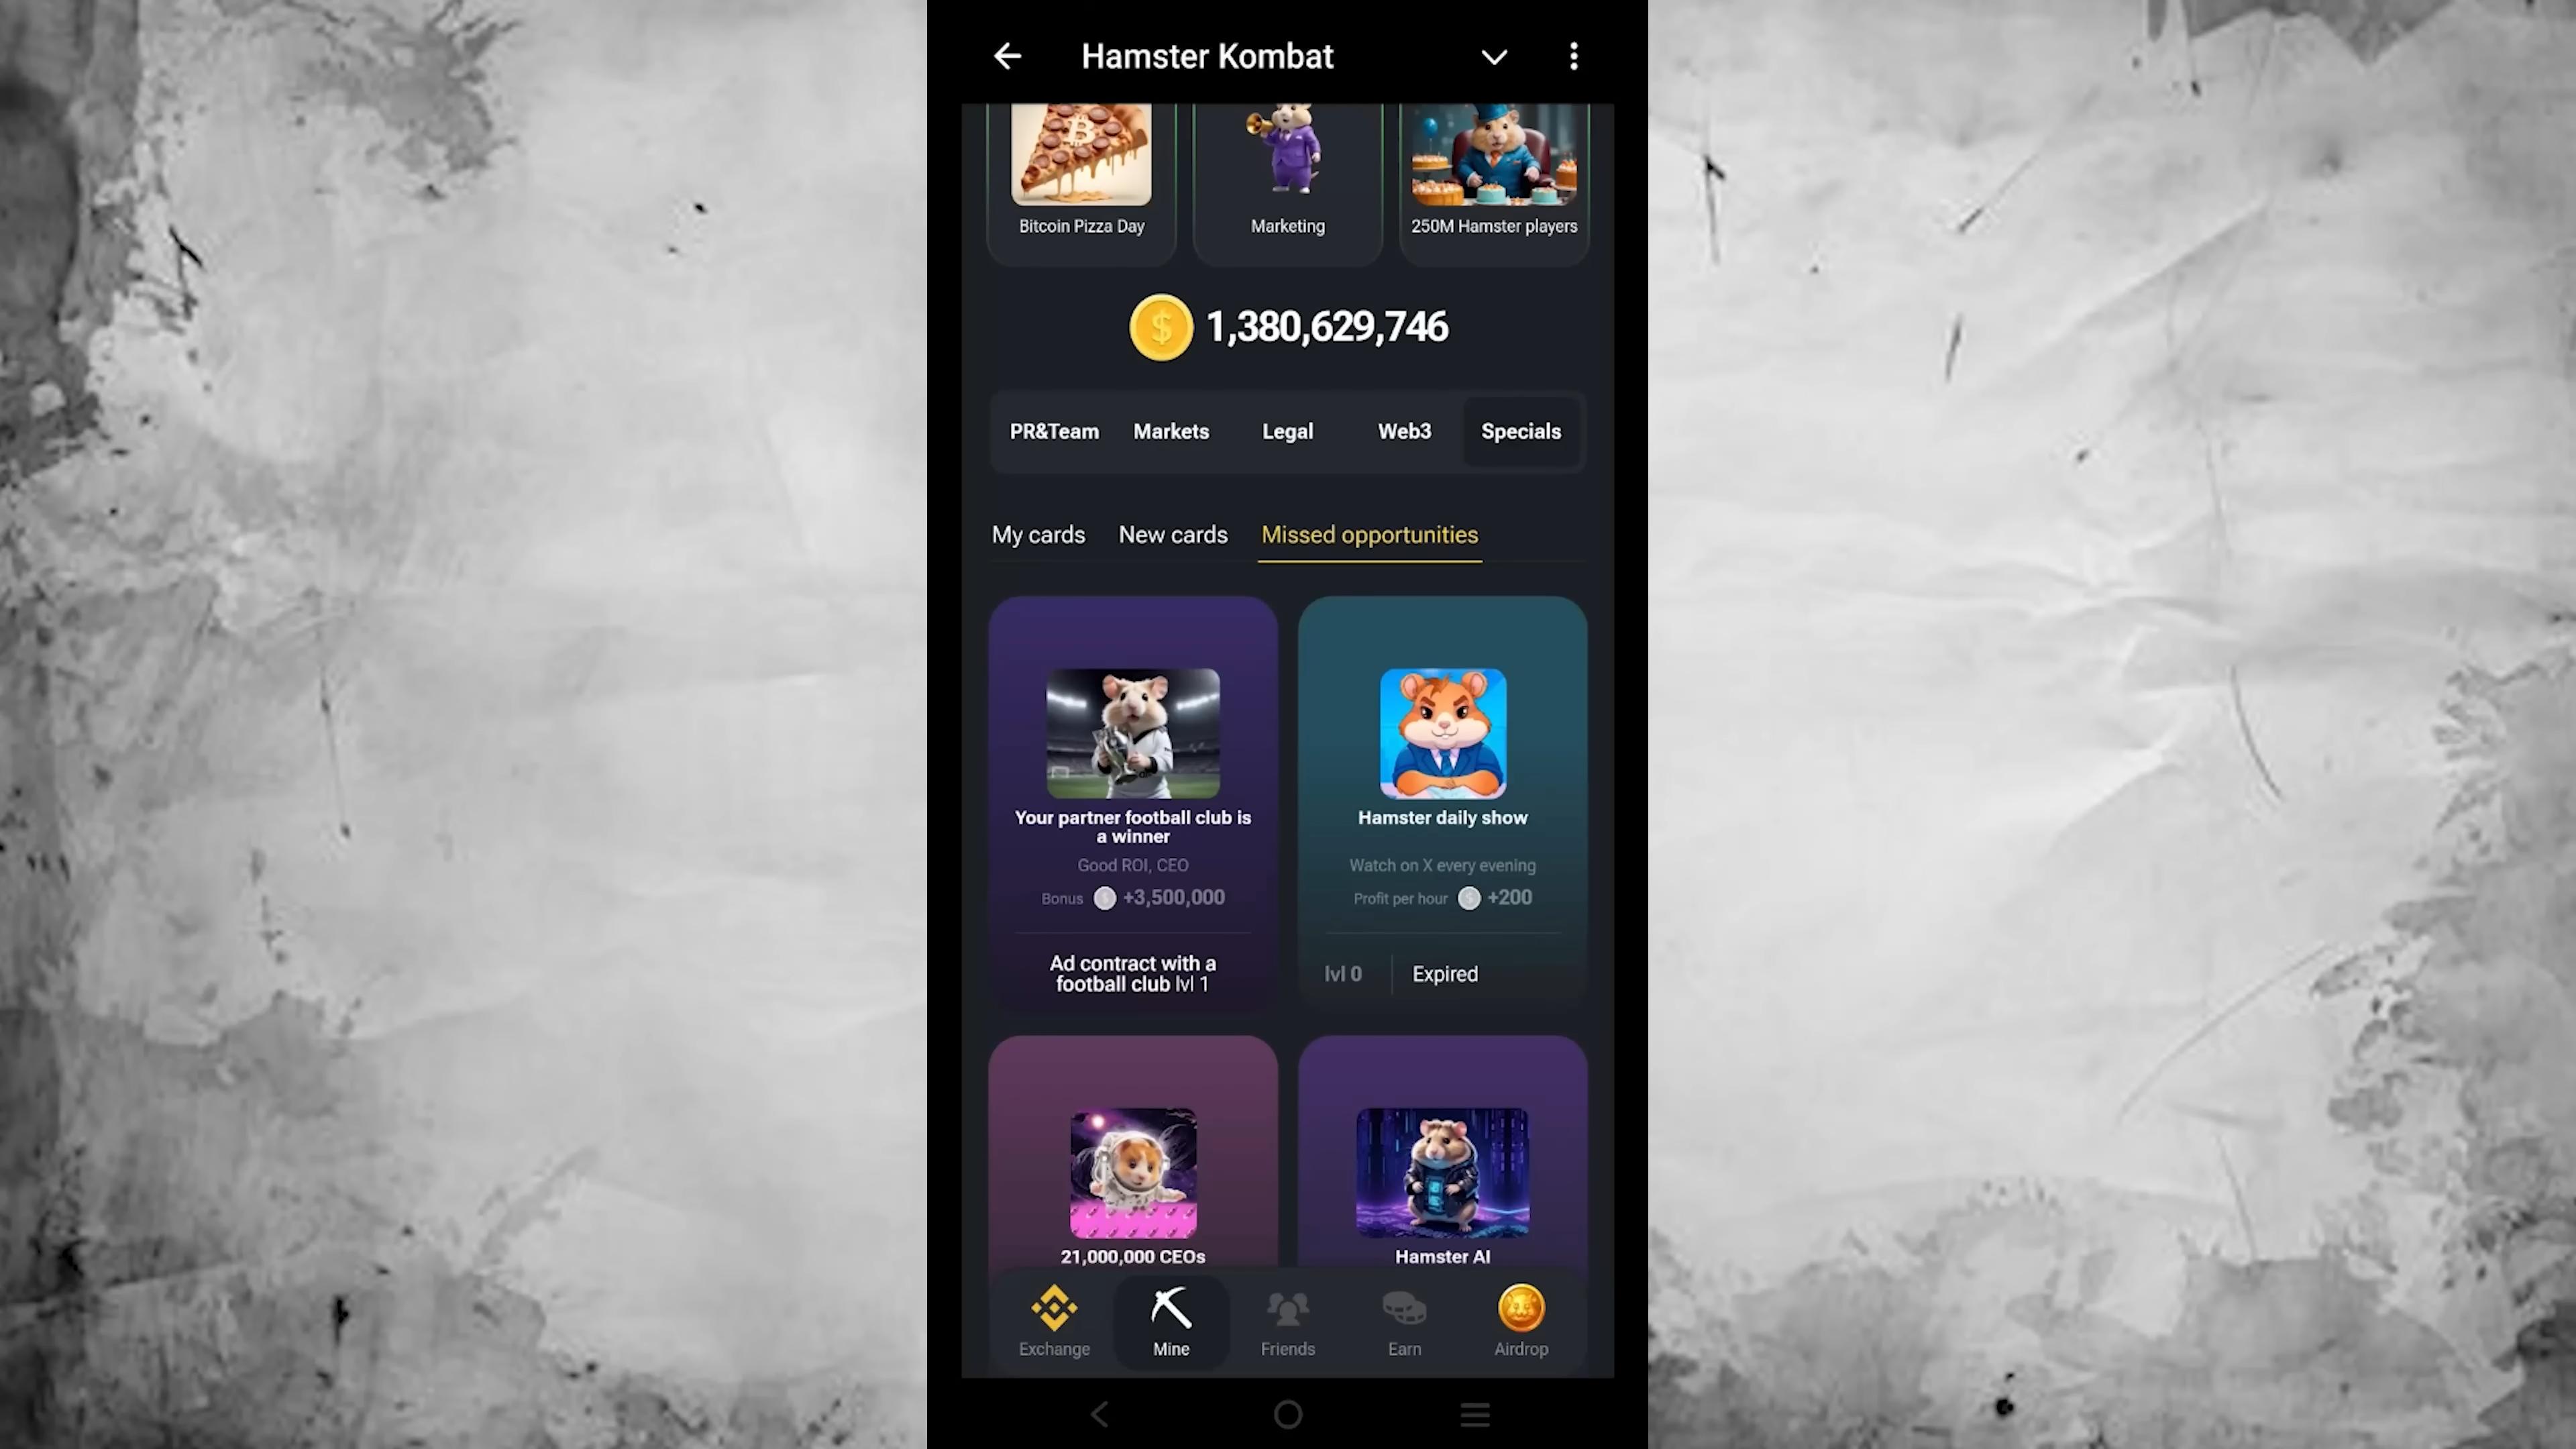 Hamster Kombat
Bitcoin Pizza Day
Marketing
250M Hamster players
1,380,629,746
PR&Team
Markets
Legal
Web3
Specials
My cards
New cards
Missed opportunities
Your partner football club is
a winner
Good ROI, CEO
Bonus +3,500,000
Ad contract with a
football club lvl 1
Hamster daily show
Watch on X every evening
Profit per hour +200
lvl 0
Expired
21,000,000 CEOs
Hamster AI
Exchange
Mine
Friends
Earn
Airdrop